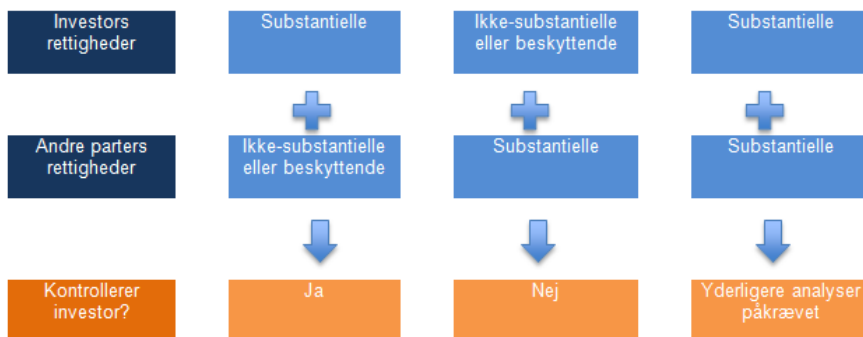 Investors
rettigheder
Substantielle
Ikke-substantielle
eller beskyttende
Substantielle
Andre parters
rettigheder
Ikke-substantielle
eller beskyttende
Substantielle
Substantielle
Kontrollerer
investor?
Ja
Nej
Yderligere analyser
påkrævet